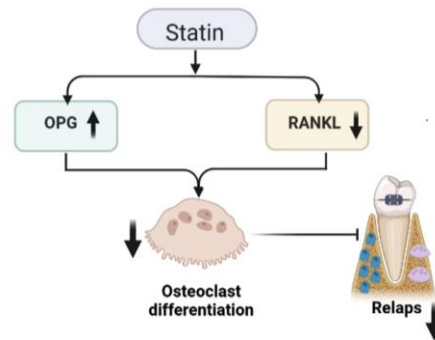 Statin
OPG
RANKL
Osteoclast
differentiation
Relaps